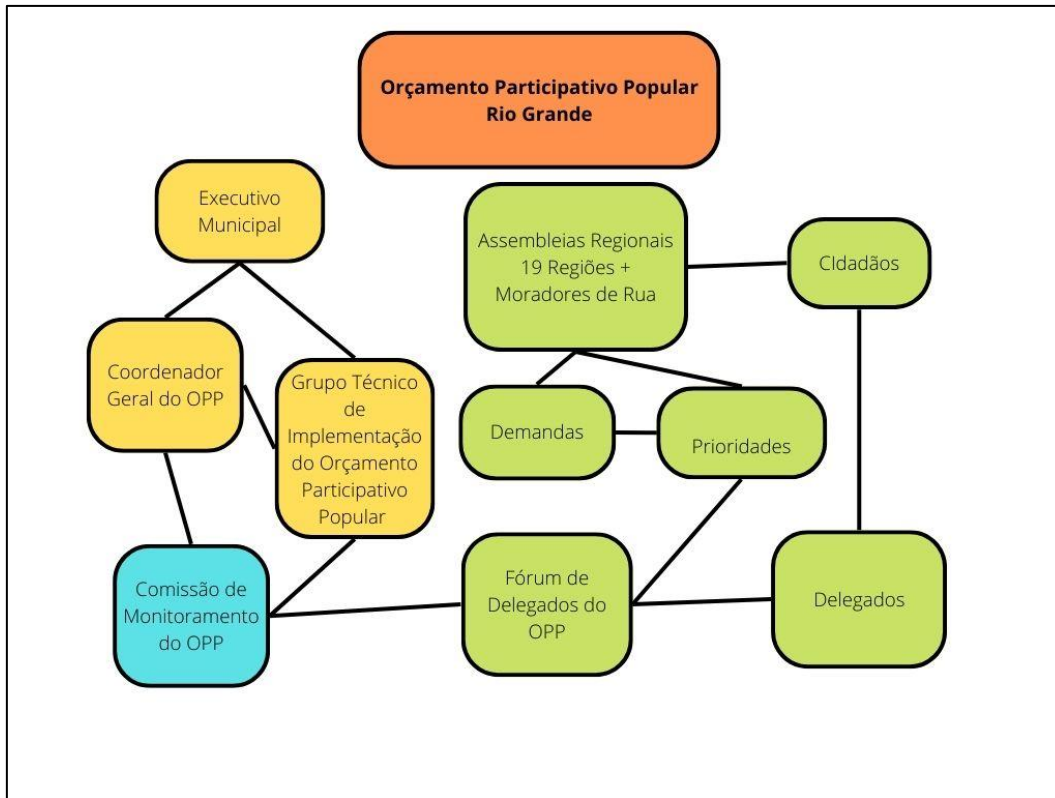 Orçamento Participativo Popular
Rio Grande
Executivo
Municipal
Coordenador
Geral do OPP
Grupo Técnico
de
Implementação
do Orçamento
Participativo
Popular
Comissão de
Monitoramento
do OPP
Assembleias Regionais
19 Regiões +
Moradores de Rua
CIdadãos
Demandas
Prioridades
Fórum de
Delegados do
OPP
Delegados